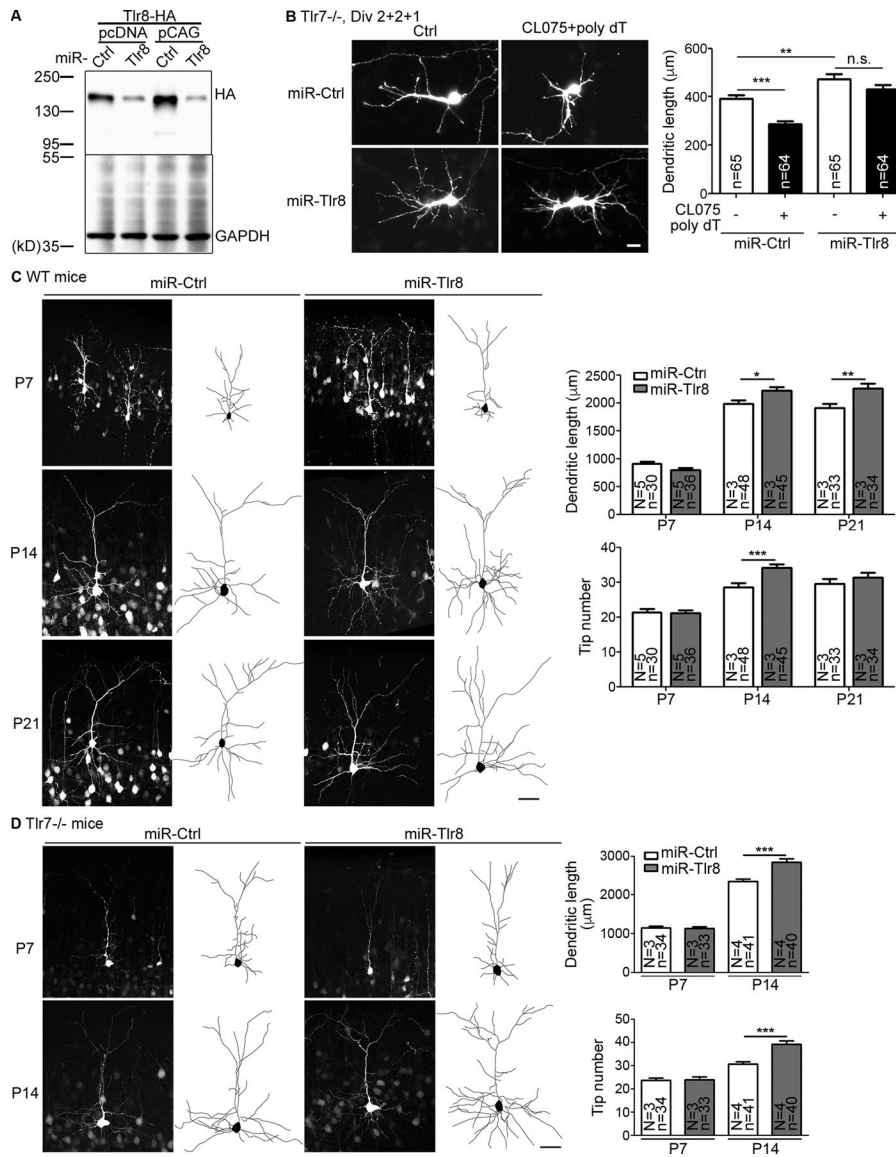 A
Tlr8-HA
pcDNA pCAG
miR- Ctrl Tlr8 Ctrl Tlr8
250
130
95
55
(kD) 35
HA
GAPDH
B Tlr7-/-, Div 2+2+1
Ctrl CL075+poly dT
miR-Ctrl
miR-Tlr8
Dendritic length (μm)
600
400
200
0
*** ** n.s.
n=65 n=64 n=65 n=64
CL075 poly dT - + - +
miR-Ctrl miR-Tlr8
C WT mice
miR-Ctrl miR-Tlr8
P7
P14
P21
miR-Ctrl
miR-Tlr8
Dendritic length (μm)
2500
2000
1500
1000
500
0
* **
N=5 n=30 N=5 n=36 N=3 n=48 N=3 n=45 N=3 n=33 N=3 n=34
P7 P14 P21
Tip number
40
30
20
10
0
***
N=5 n=30 N=5 n=36 N=3 n=48 N=3 n=45 N=3 n=33 N=3 n=34
P7 P14 P21
D Tlr7-/- mice
miR-Ctrl miR-Tlr8
P7
P14
miR-Ctrl
miR-Tlr8
Dendritic length (μm)
3000
2000
1000
0
***
N=3 n=34 N=3 n=33 N=4 n=41 N=4 n=40
P7 P14
Tip number
50
40
30
20
10
0
***
N=3 n=34 N=3 n=33 N=4 n=41 N=4 n=40
P7 P14